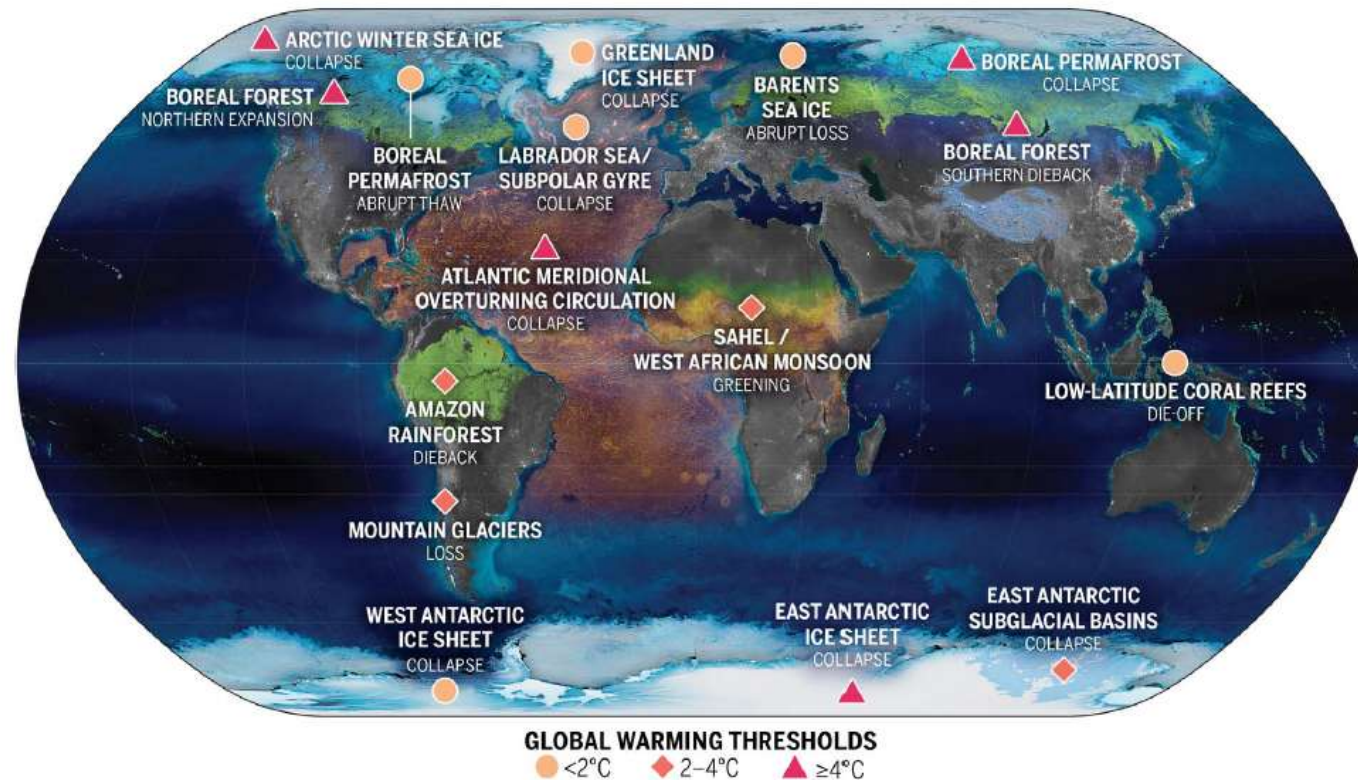 ARCTIC WINTER SEA ICE
COLLAPSE
BOREAL FOREST
NORTHERN EXPANSION
BOREAL
PERMAFROST
ABRUPT THAW
GREENLAND
ICE SHEET
COLLAPSE
LABRADOR SEA/
SUBPOLAR GYRE
COLLAPSE
BARENTS
SEA ICE
ABRUPT LOSS
BOREAL PERMAFROST
COLLAPSE
BOREAL FOREST
SOUTHERN DIEBACK
ATLANTIC MERIDIONAL
OVERTURNING CIRCULATION
COLLAPSE
SAHEL /
WEST AFRICAN MONSOON
GREENING
LOW-LATITUDE CORAL REEFS
DIE-OFF
AMAZON
RAINFOREST
DIEBACK
MOUNTAIN GLACIERS
LOSS
WEST ANTARCTIC
ICE SHEET
COLLAPSE
EAST ANTARCTIC
ICE SHEET
COLLAPSE
EAST ANTARCTIC
SUBGLACIAL BASINS
COLLAPSE
GLOBAL WARMING THRESHOLDS
<2°C 2–4°C ≥4°C